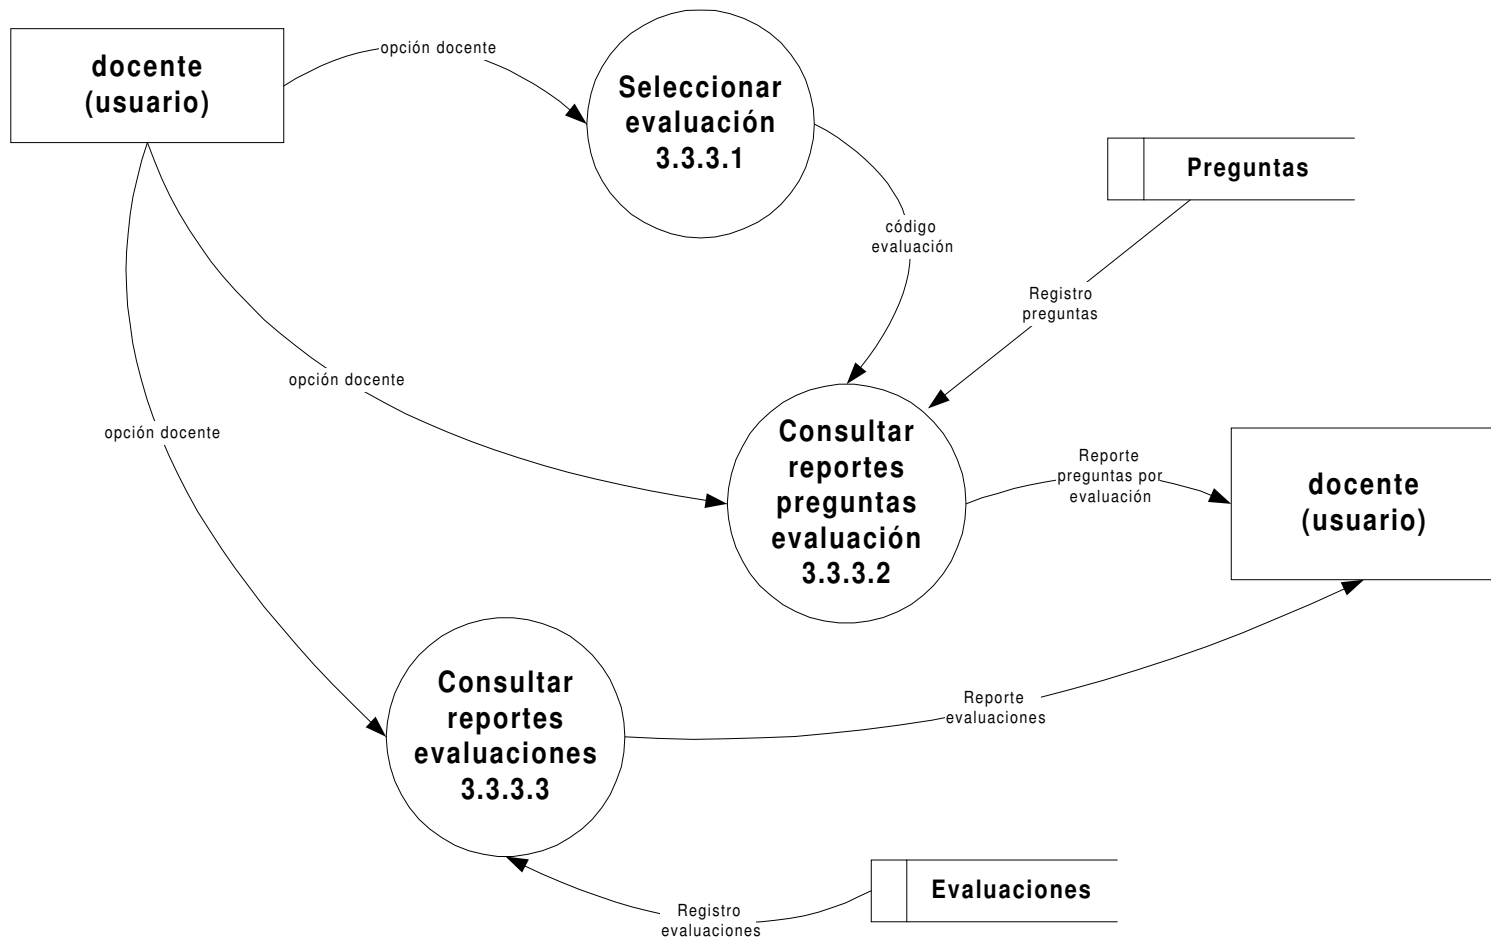 docente
(usuario)
opción docente
Seleccionar
evaluación
3.3.3.1
Preguntas
código
evaluación
Registro
preguntas
opción docente
opción docente
Consultar
reportes
preguntas
evaluación
3.3.3.2
Reporte
preguntas por
evaluación
docente
(usuario)
Consultar
reportes
evaluaciones
3.3.3.3
Reporte
evaluaciones
Evaluaciones
Registro
evaluaciones